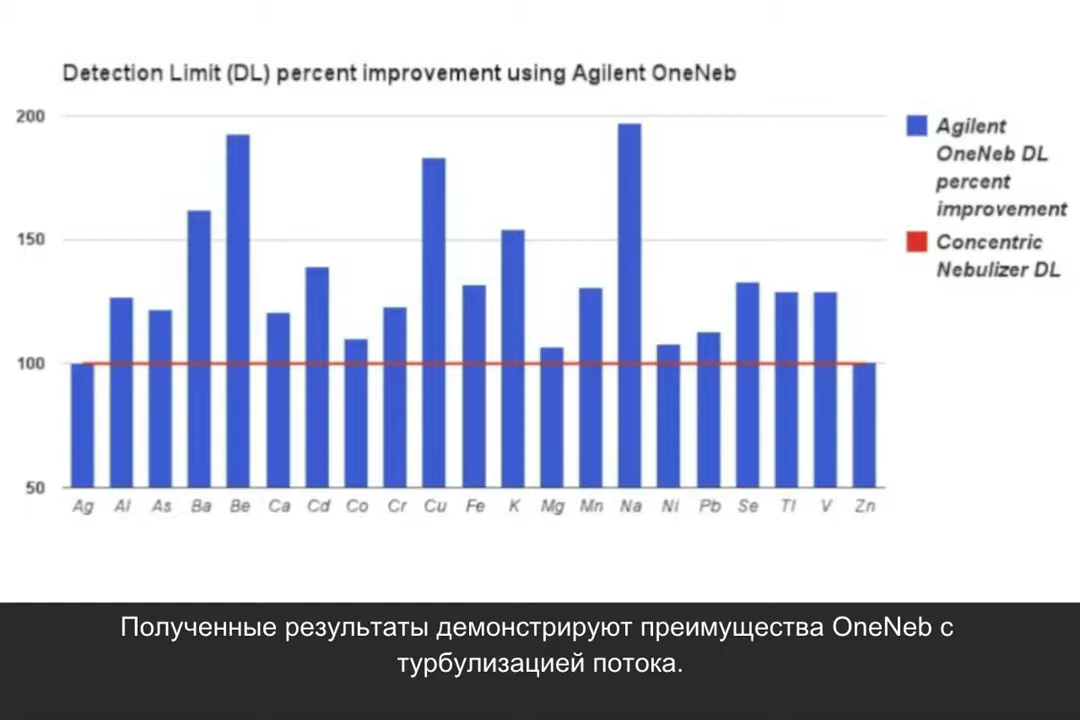 Detection Limit (DL) percent improvement using Agilent OneNeb
200
150
100
50
Ag Al As Ba Be Ca Cd Co Cr Cu Fe K Mg Mn Na Ni Pb Se Tl V Zn
Agilent
OneNeb DL
percent
improvement
Concentric
Nebulizer DL
Полученные результаты демонстрируют преимущества OneNeb с
турбулизацией потока.